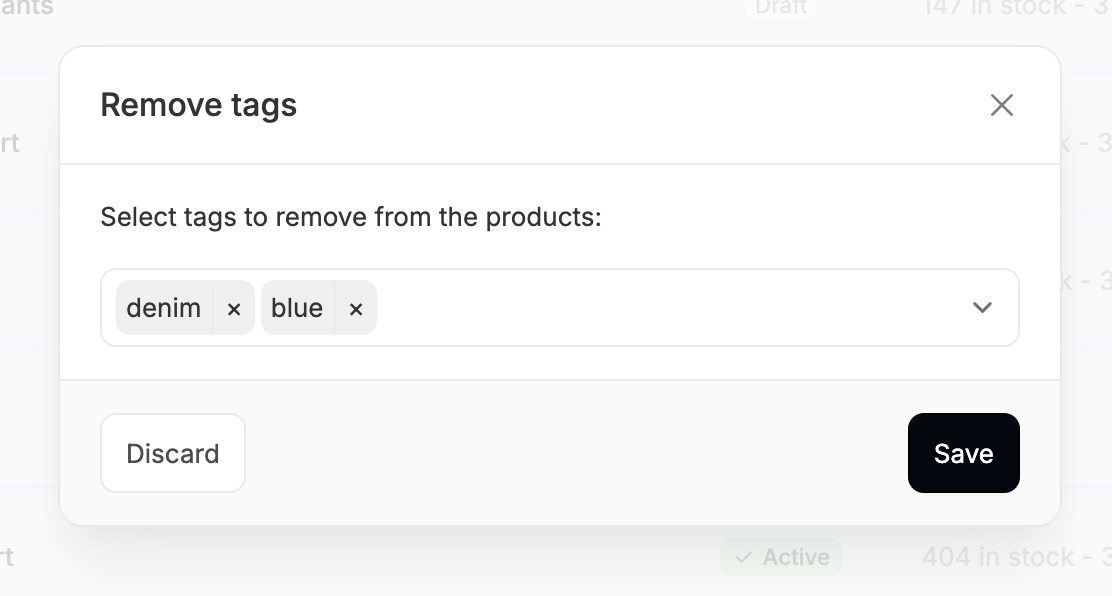 ants Draft 147 in stock - 3
Remove tags
rt k - 3
Select tags to remove from the products:
k - 3
denim × blue ×
Discard Save
rt Active 404 in stock - 3